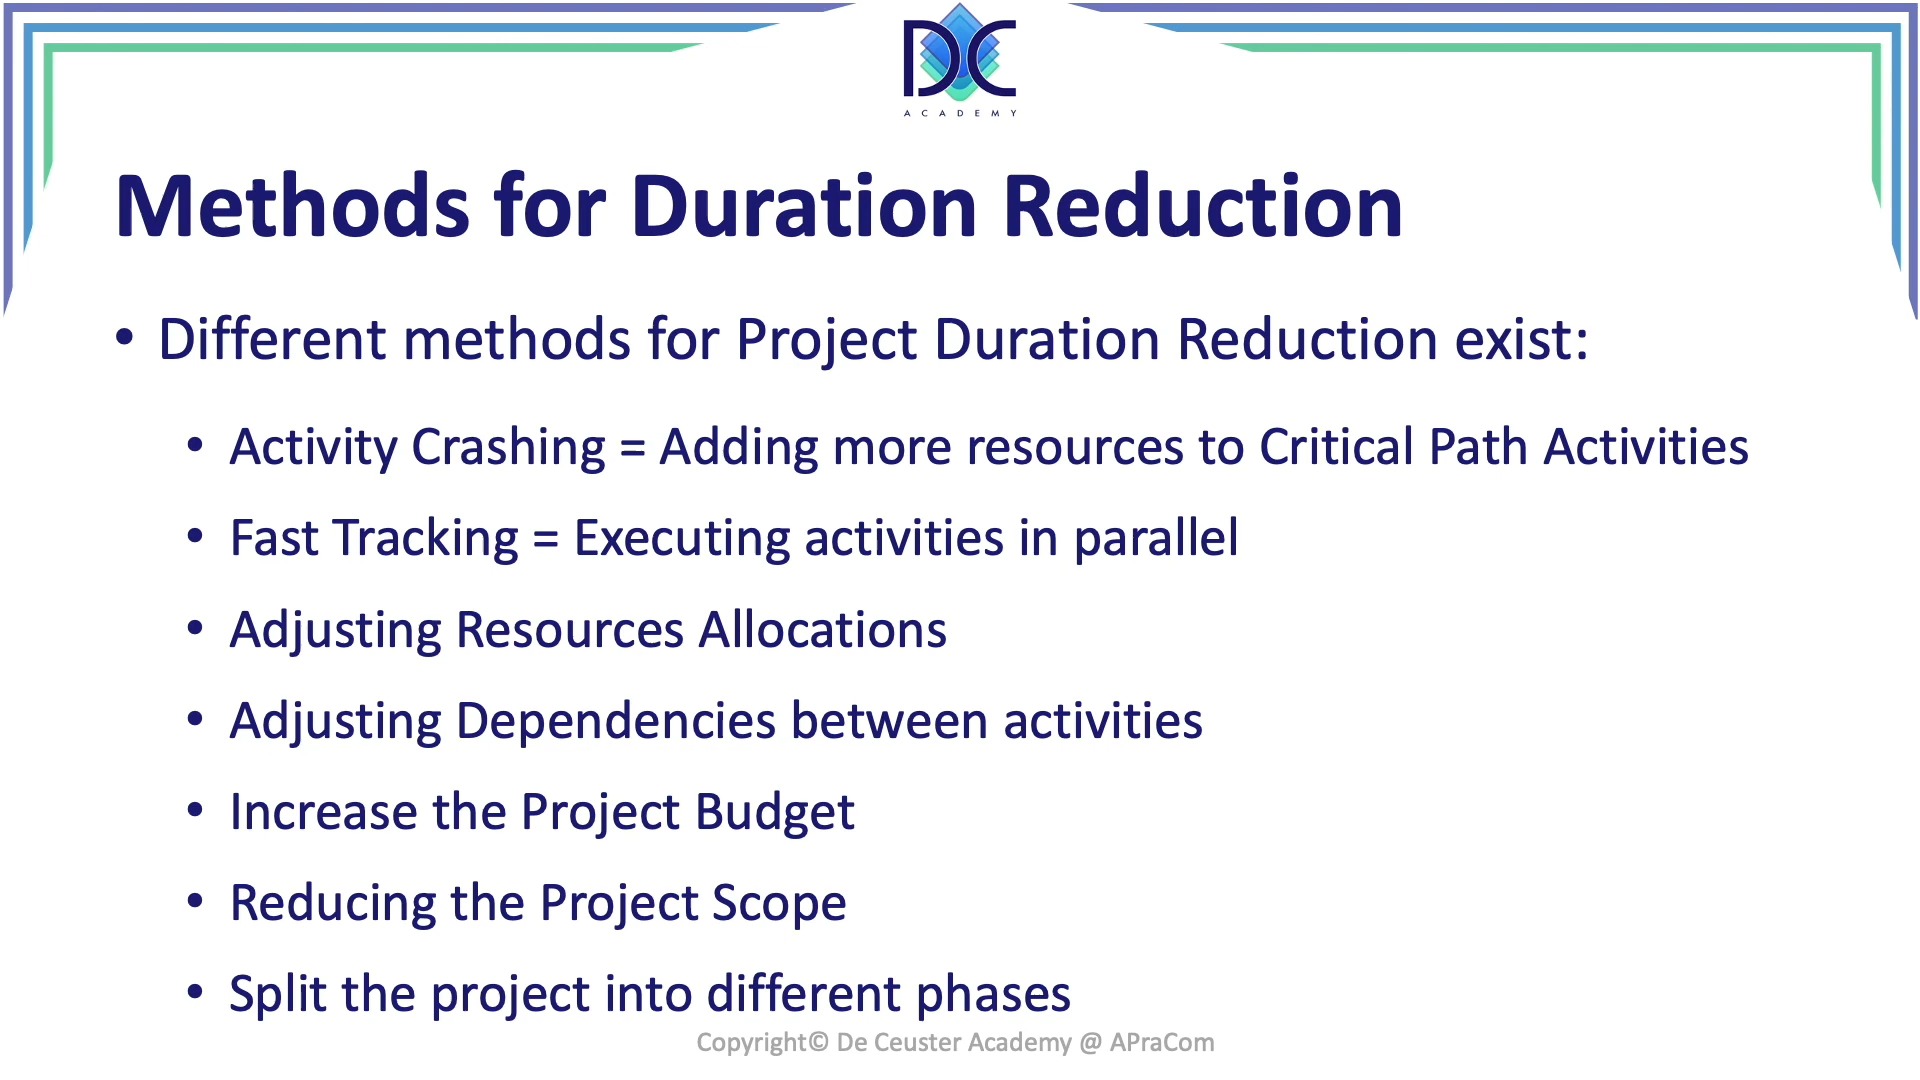 DC
ACADEMY
Methods for Duration Reduction
• Different methods for Project Duration Reduction exist:
• Activity Crashing = Adding more resources to Critical Path Activities
• Fast Tracking = Executing activities in parallel
• Adjusting Resources Allocations
• Adjusting Dependencies between activities
• Increase the Project Budget
• Reducing the Project Scope
• Split the project into different phases
Copyright© De Ceuster Academy @ APraCom